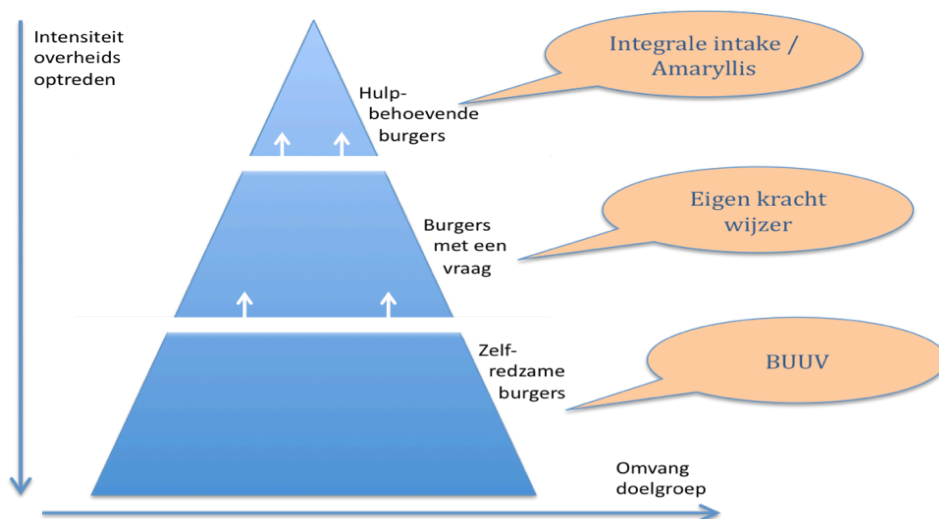 Intensiteit
overheids
optreden
Hulp-
behoevende
burgers
Integrale intake /
Amaryllis
Burgers
met een
vraag
Eigen kracht
wijzer
Zelf-
redzame
burgers
BUUV
Omvang
doelgroep